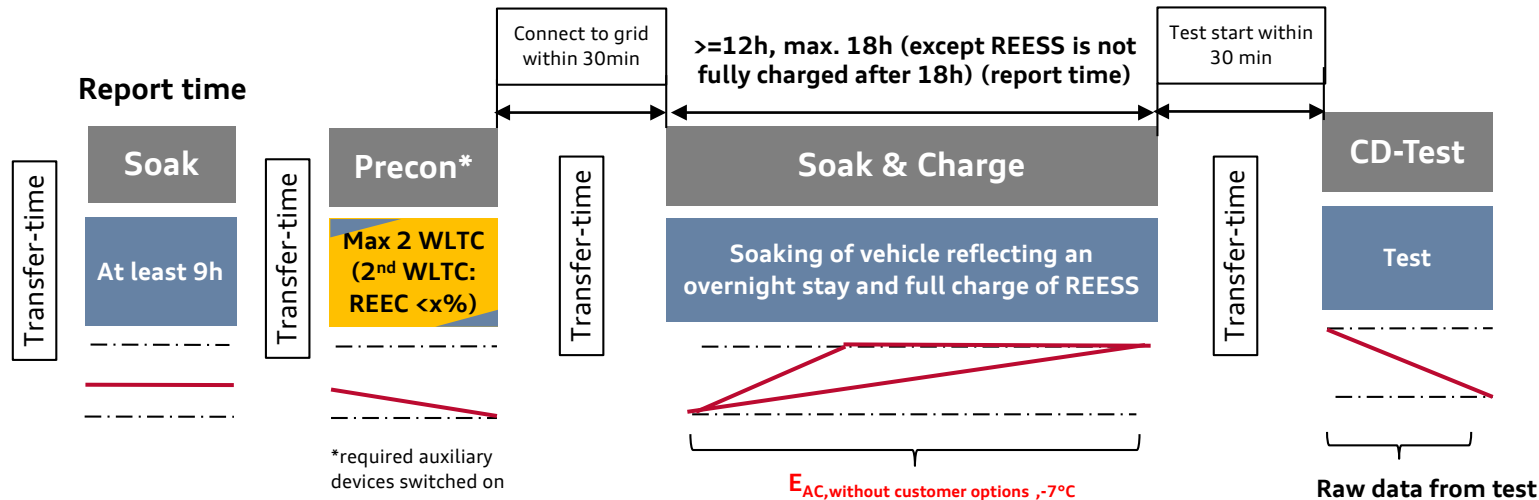 Connect to grid
within 30min
>=12h, max. 18h (except REESS is not
fully charged after 18h) (report time)
Test start within
30 min
Report time
Transfer-time
Soak
Transfer-time
Precon*
Transfer-time
Soak & Charge
Transfer-time
CD-Test
At least 9h
Max 2 WLTC
(2nd WLTC:
REEC <x%)
Soaking of vehicle reflecting an
overnight stay and full charge of REESS
Test
*required auxiliary
devices switched on
EAC,without customer options ,-7°C
Raw data from test